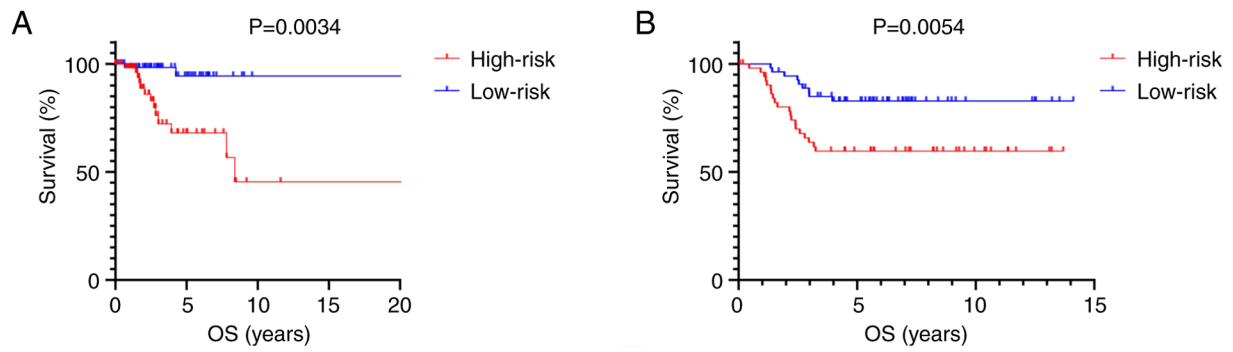 A
P=0.0034
High-risk
Low-risk
Survival (%)
100
50
0
0 5 10 15 20
OS (years)
B
P=0.0054
High-risk
Low-risk
Survival (%)
100
50
0
0 5 10 15
OS (years)